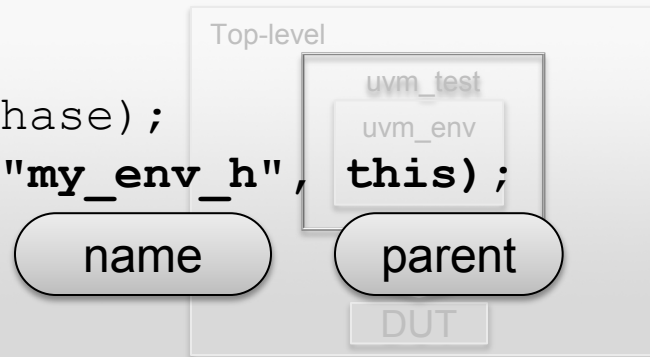 Top-level
uvm_test
hase);
uvm_env
"my_env_h", this);
name parent
DUT